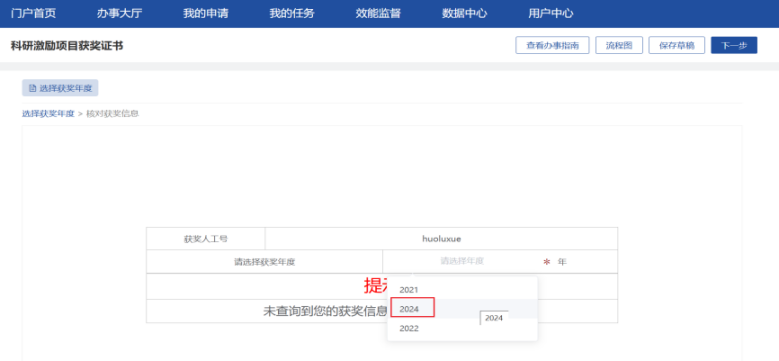 门户首页 办事大厅 我的申请 我的任务 效能监督 数据中心 用户中心
科研激励项目获奖证书 查看办事指南 流程图 保存草稿 下一步
选择获奖年度
选择获奖年度 > 核对获奖信息
获奖人工号 huoluxue
请选择获奖年度 请选择年度 * 年
提
2021
未查询到您的获奖信息 2024
2024
2022